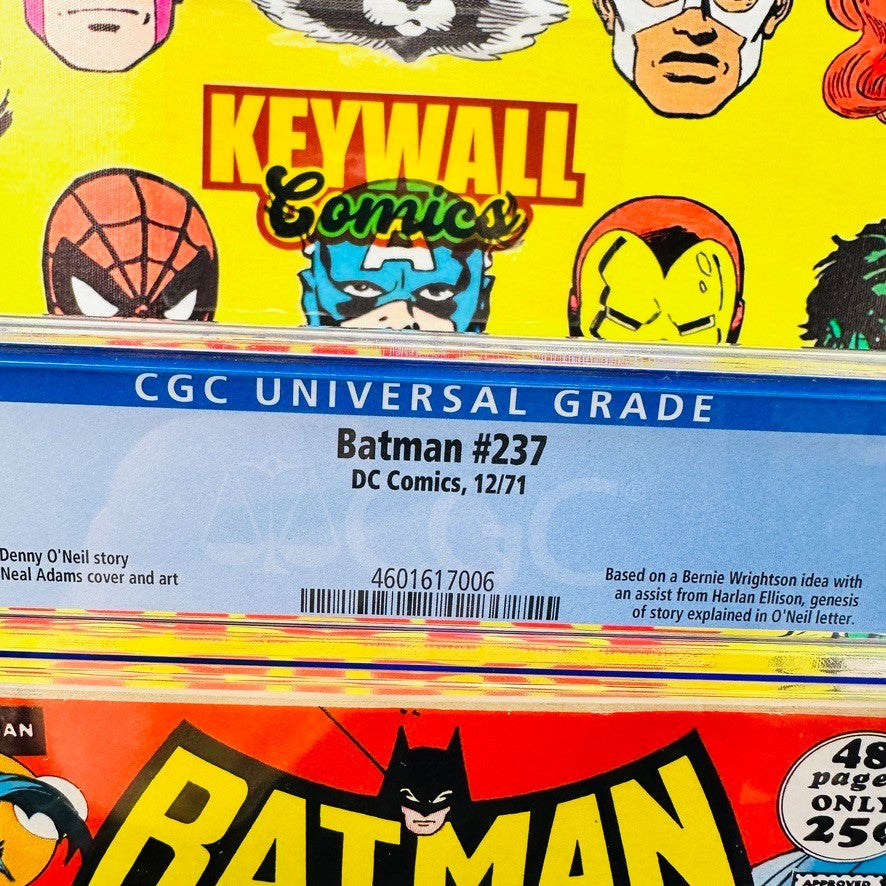 KEYWALL
Comics
CGC UNIVERSAL GRADE
Batman #237
DC Comics, 12/71
Denny O'Neil story
Neal Adams cover and art
4601617006
Based on a Bernie Wrightson idea with
an assist from Harlan Ellison, genesis
of story explained in O'Neil letter.
AN
BATMAN
48
page
ONLY
25¢
APPROVED